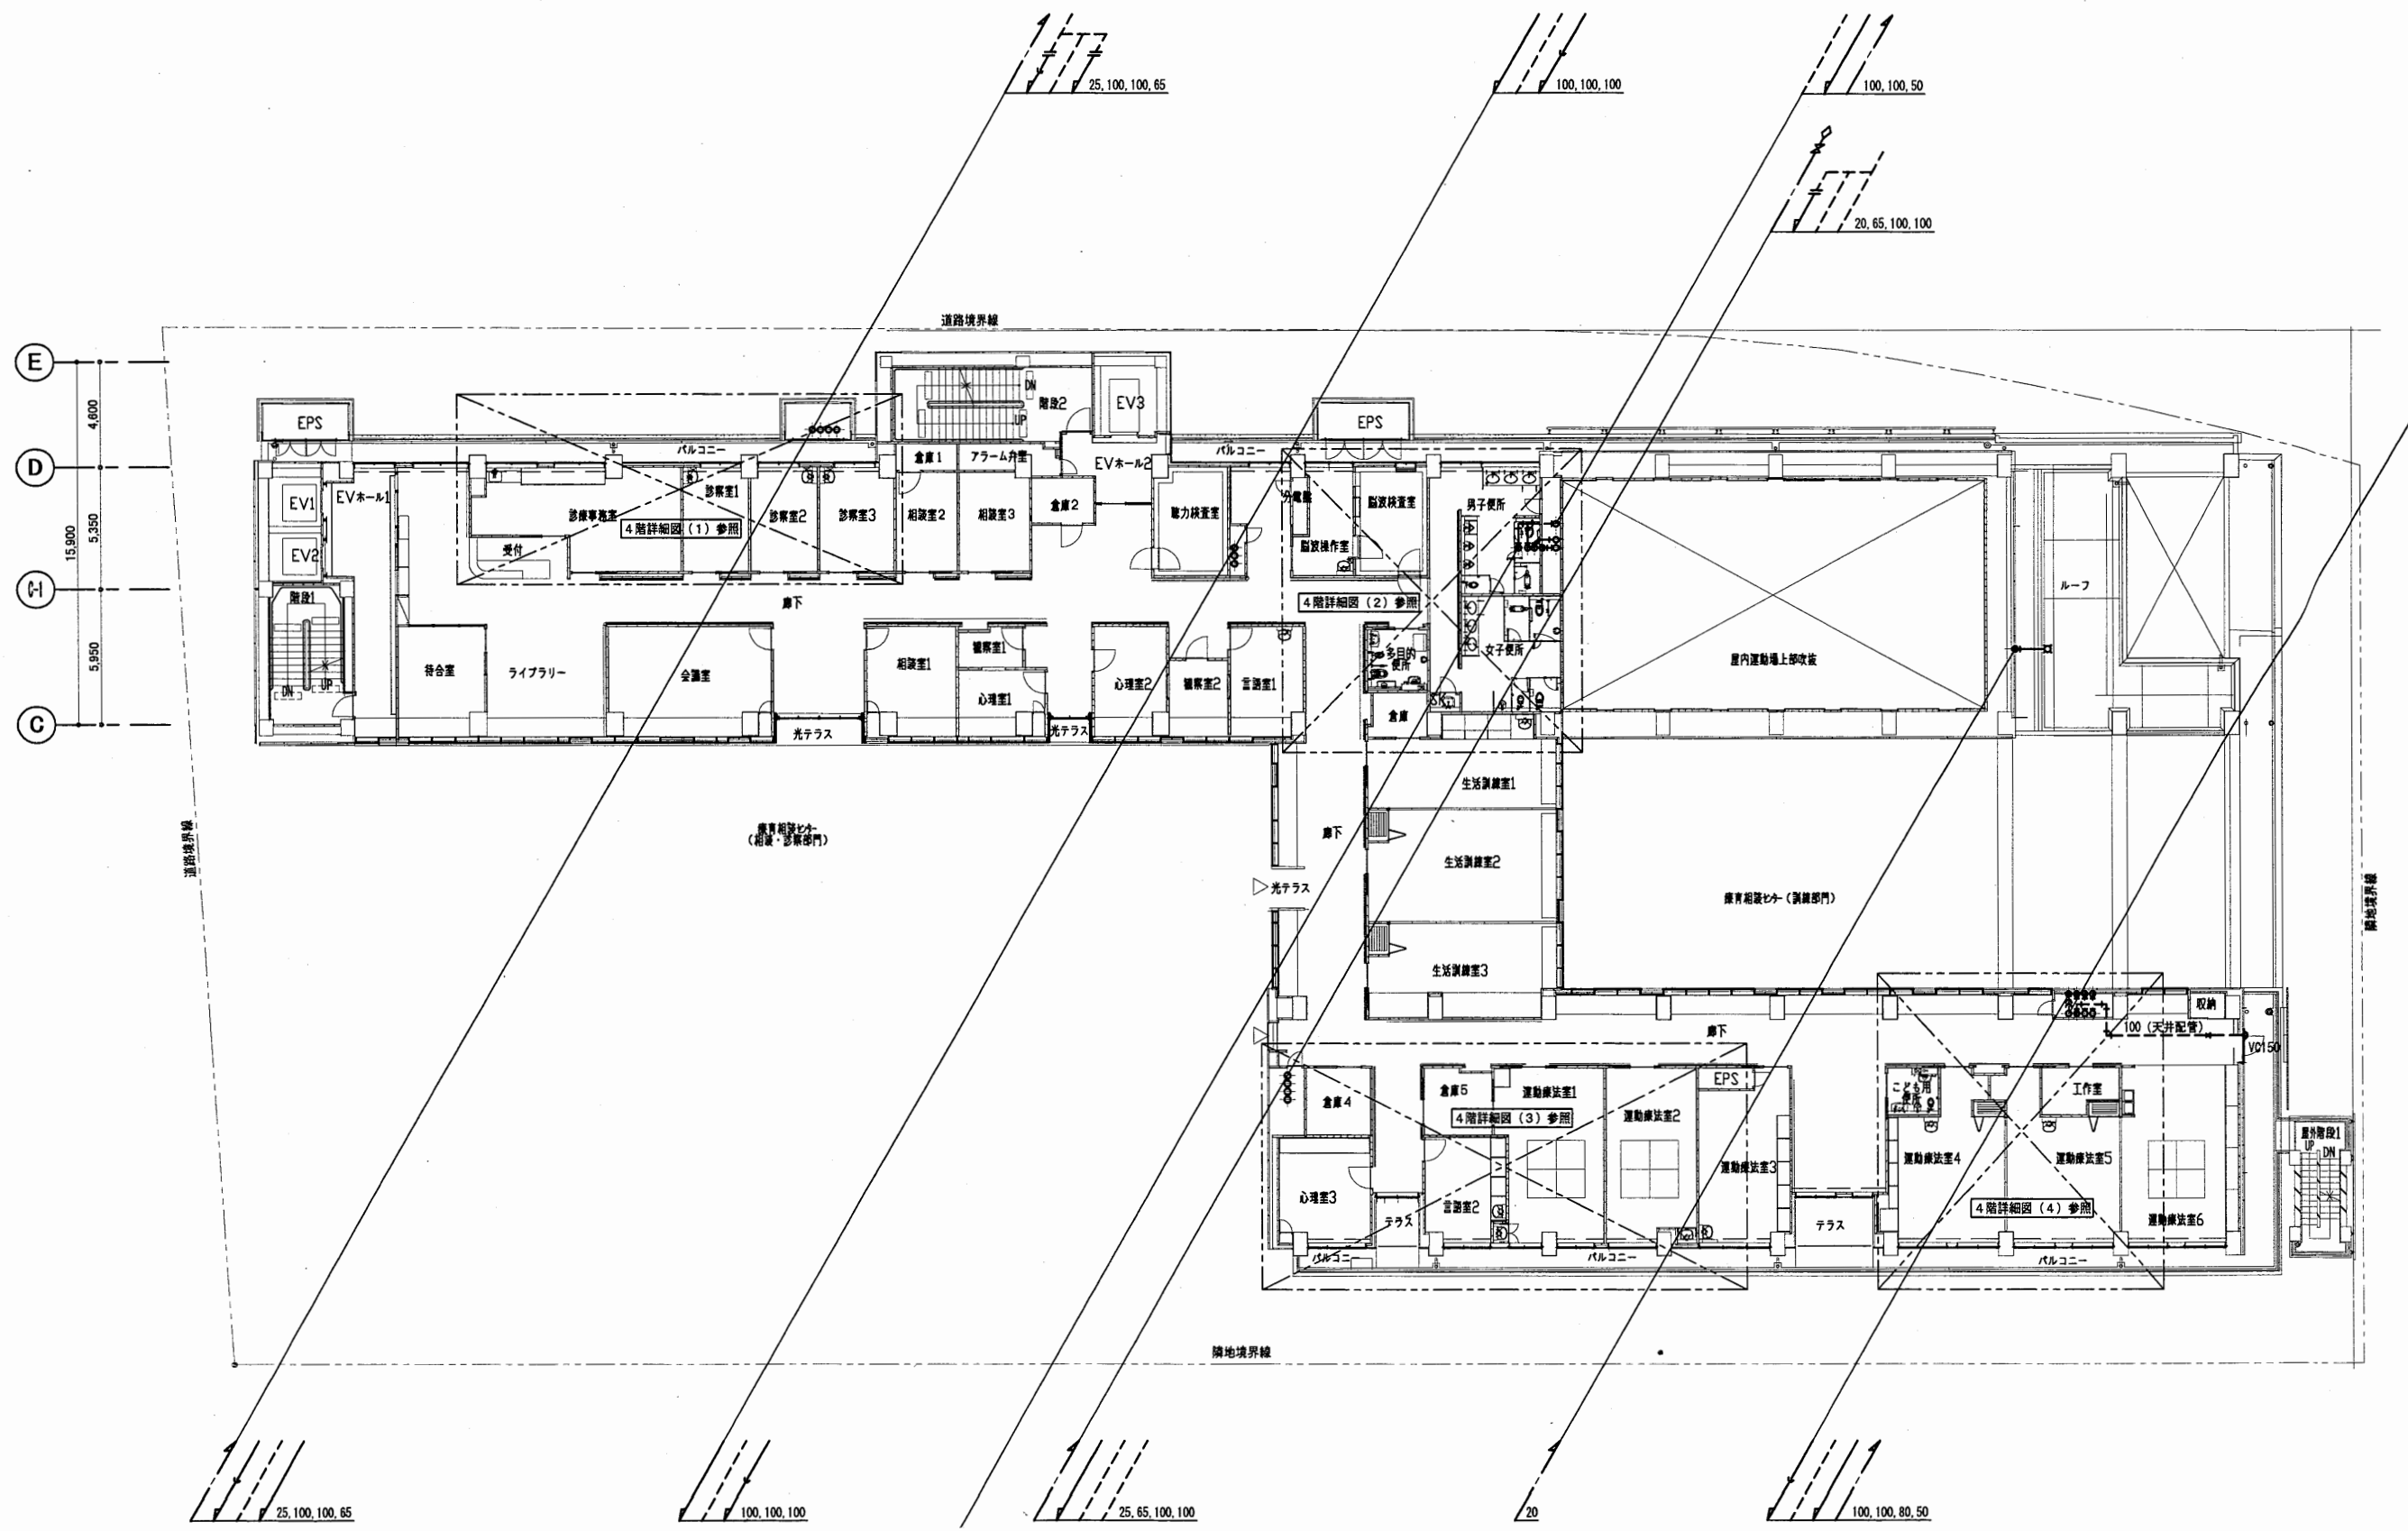 25,100,100,65
100,100,100
100,100,50
20,65,100,100
道路境界線
E
D
C-1
C
4,600
5,350
5,950
15,900
EPS
バルコニー
階段2
DN
UP
EV3
バルコニー
EPS
EV1
EV2
EVホール1
倉庫1
アラーム弁室
EVホール2
診療事務室
受付
診察室1
診察室2
診察室3
相談室2
相談室3
倉庫2
聴力検査室
分電盤
脳波操作室
脳波検査室
男子便所
4階詳細図(1)参照
4階詳細図(2)参照
ルーフ
階段1
DN
UP
廊下
待合室
ライブラリー
会議室
相談室1
観察室1
心理室1
心理室2
観察室2
言語室1
多目的
便所
女子便所
SK
倉庫
屋内運動場上部吹抜
光テラス
光テラス
生活訓練室1
生活訓練室2
生活訓練室3
廊下
光テラス
道路境界線
療育相談センター
(相談・診察部門)
療育相談センター(訓練部門)
隣地境界線
収納
100(天井配管)
VC150
廊下
倉庫4
倉庫5
運動療法室1
運動療法室2
EPS
運動療法室3
4階詳細図(3)参照
こども用
便所
工作室
運動療法室4
運動療法室5
運動療法室6
4階詳細図(4)参照
屋外階段1
UP
DN
心理室3
テラス
言語室2
テラス
バルコニー
バルコニー
バルコニー
隣地境界線
25,100,100,65
100,100,100
25,65,100,100
20
100,100,80,50